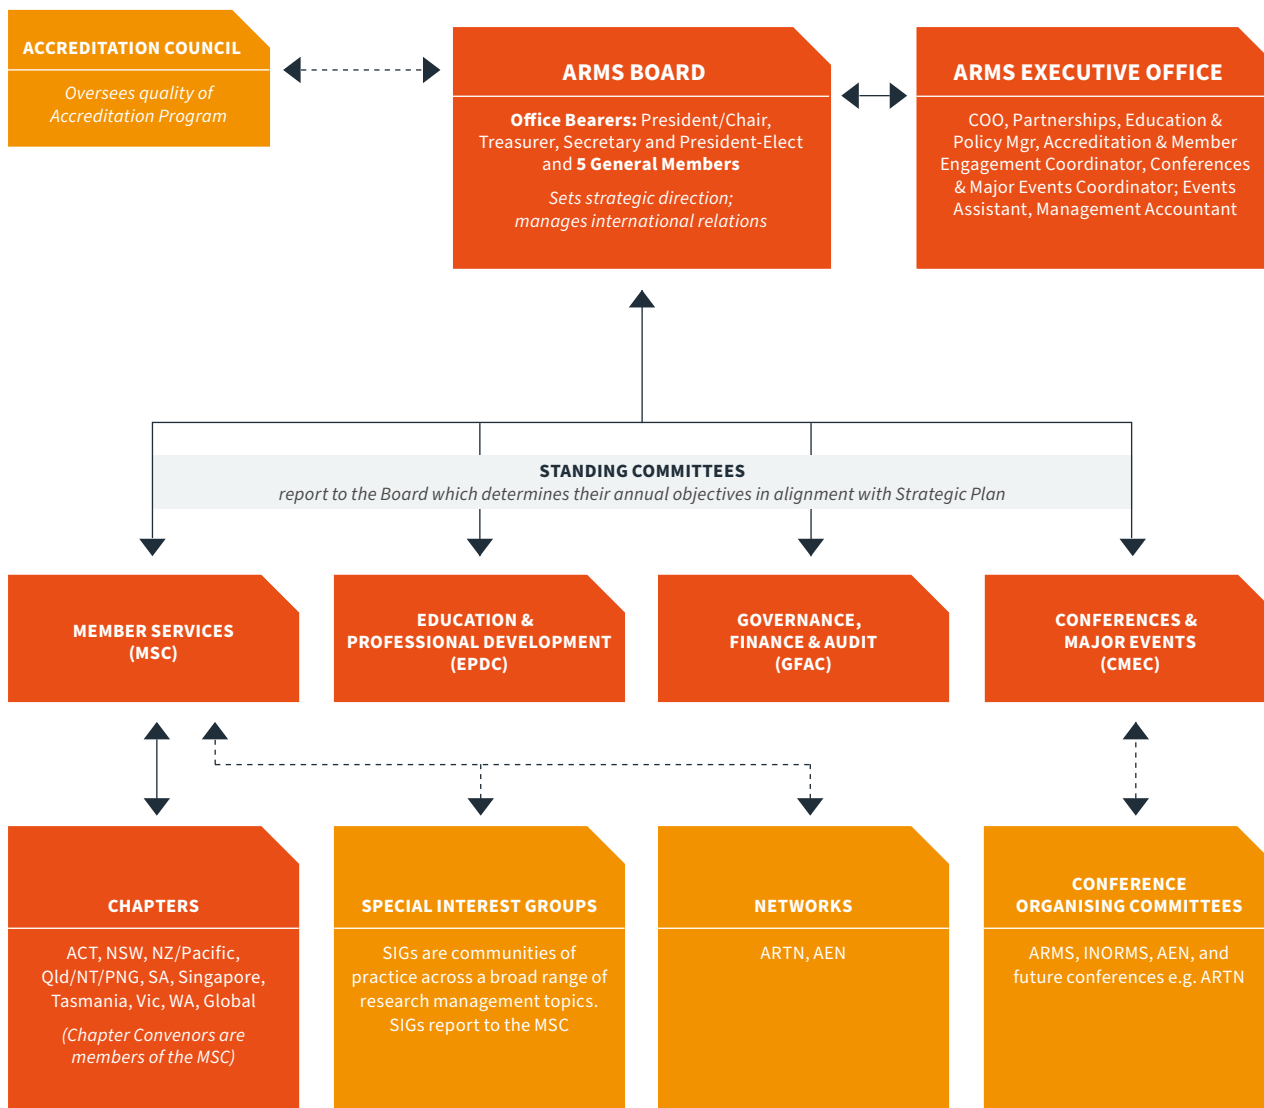 ACCREDITATION COUNCIL
Oversees quality of
Accreditation Program
ARMS BOARD
Office Bearers: President/Chair,
Treasurer, Secretary and President-Elect
and 5 General Members
Sets strategic direction;
manages international relations
ARMS EXECUTIVE OFFICE
COO, Partnerships, Education &
Policy Mgr, Accreditation & Member
Engagement Coordinator, Conferences
& Major Events Coordinator; Events
Assistant, Management Accountant
STANDING COMMITTEES
report to the Board which determines their annual objectives in alignment with Strategic Plan
MEMBER SERVICES
(MSC)
EDUCATION &
PROFESSIONAL DEVELOPMENT
(EPDC)
GOVERNANCE,
FINANCE & AUDIT
(GFAC)
CONFERENCES &
MAJOR EVENTS
(CMEC)
CHAPTERS
ACT, NSW, NZ/Pacific,
Qld/NT/PNG, SA, Singapore,
Tasmania, Vic, WA, Global
(Chapter Convenors are
members of the MSC)
SPECIAL INTEREST GROUPS
SIGs are communities of
practice across a broad range of
research management topics.
SIGs report to the MSC
NETWORKS
ARTN, AEN
CONFERENCE
ORGANISING COMMITTEES
ARMS, INORMS, AEN, and
future conferences e.g. ARTN